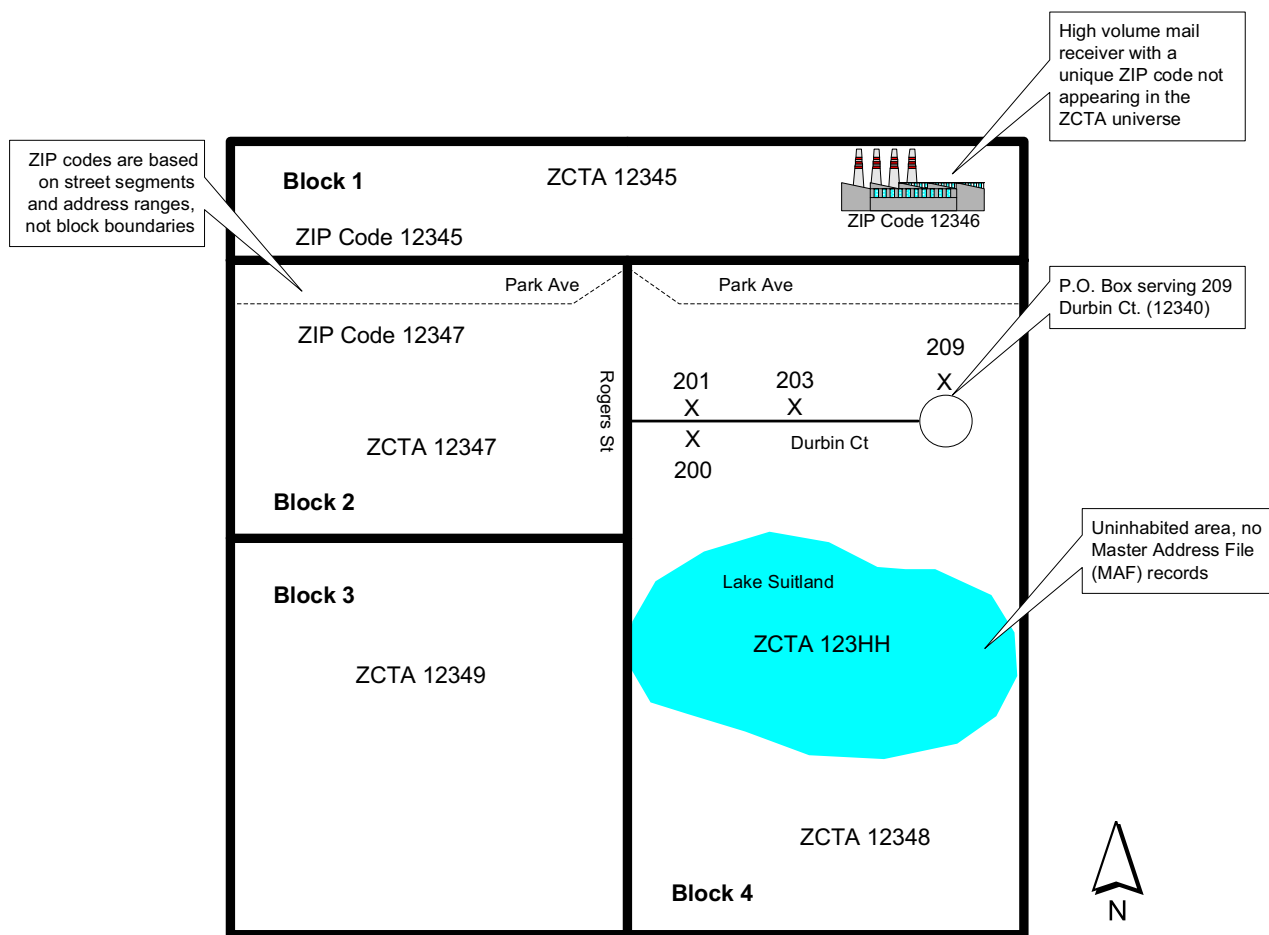 High volume mail
receiver with a
unique ZIP code not
appearing in the
ZCTA universe
ZIP codes are based
on street segments
and address ranges,
not block boundaries
Block 1
ZCTA 12345
ZIP Code 12346
ZIP Code 12345
Park Ave
Park Ave
P.O. Box serving 209
Durbin Ct. (12340)
ZIP Code 12347
209
X
201
X
203
X
Rogers St
X
200
Durbin Ct
ZCTA 12347
Block 2
Uninhabited area, no
Master Address File
(MAF) records
Block 3
Lake Suitland
ZCTA 123HH
ZCTA 12349
ZCTA 12348
Block 4
N